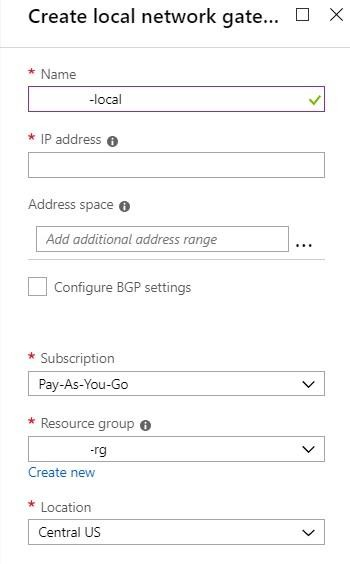 Create local network gate...
* Name
-local
* IP address
Address space
Add additional address range
...
Configure BGP settings
* Subscription
Pay-As-You-Go
* Resource group
-rg
Create new
* Location
Central US